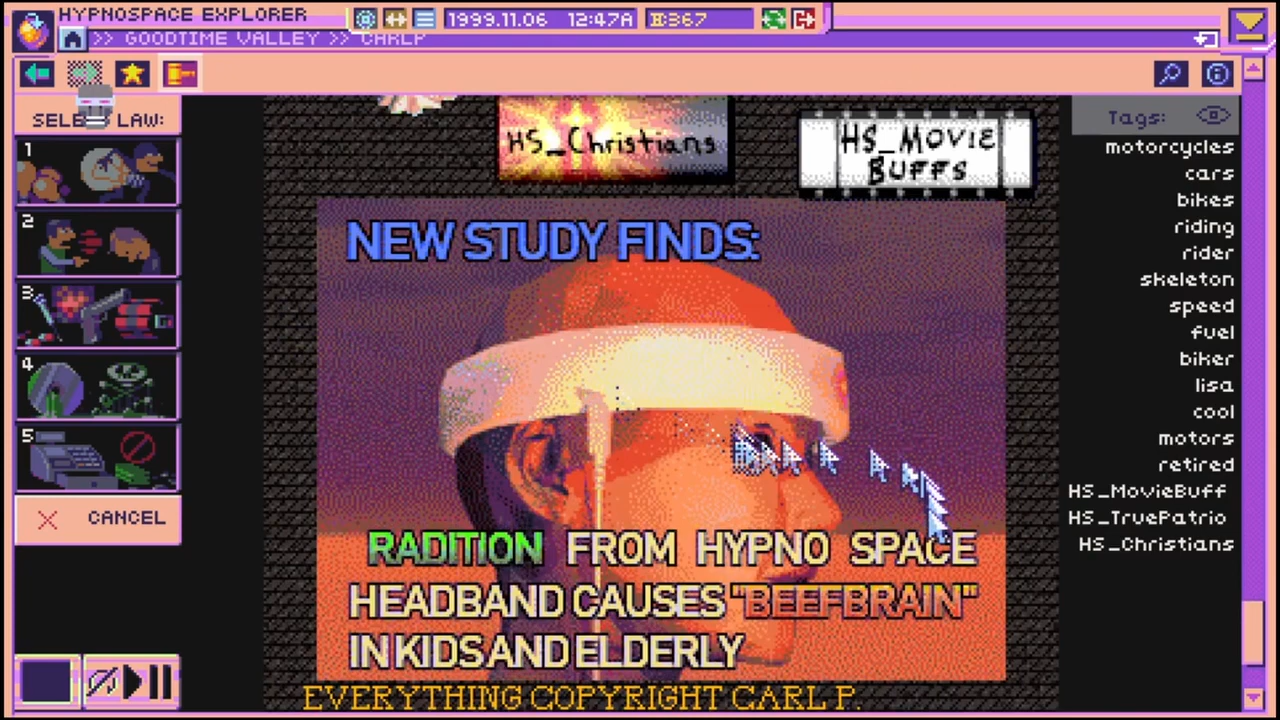 HYPNOSPACE EXPLORER
1999.11.06 12:47A
367
>> GOODTIME VALLEY >> CARLP
LAW:
1
2
3
4
5
CANCEL
HS_Christians
HS_MOVIE
BUFFS
NEW STUDY FINDS:
RADITION FROM HYPNO SPACE
HEADBAND CAUSES "BEEFBRAIN"
IN KIDS AND ELDERLY
EVERYTHING COPYRIGHT CARL P.
Tags:
motorcycles
cars
bikes
riding
rider
skeleton
speed
fuel
biker
lisa
cool
motors
retired
HS_MovieBuff
HS_TruePatrio
HS_Christians